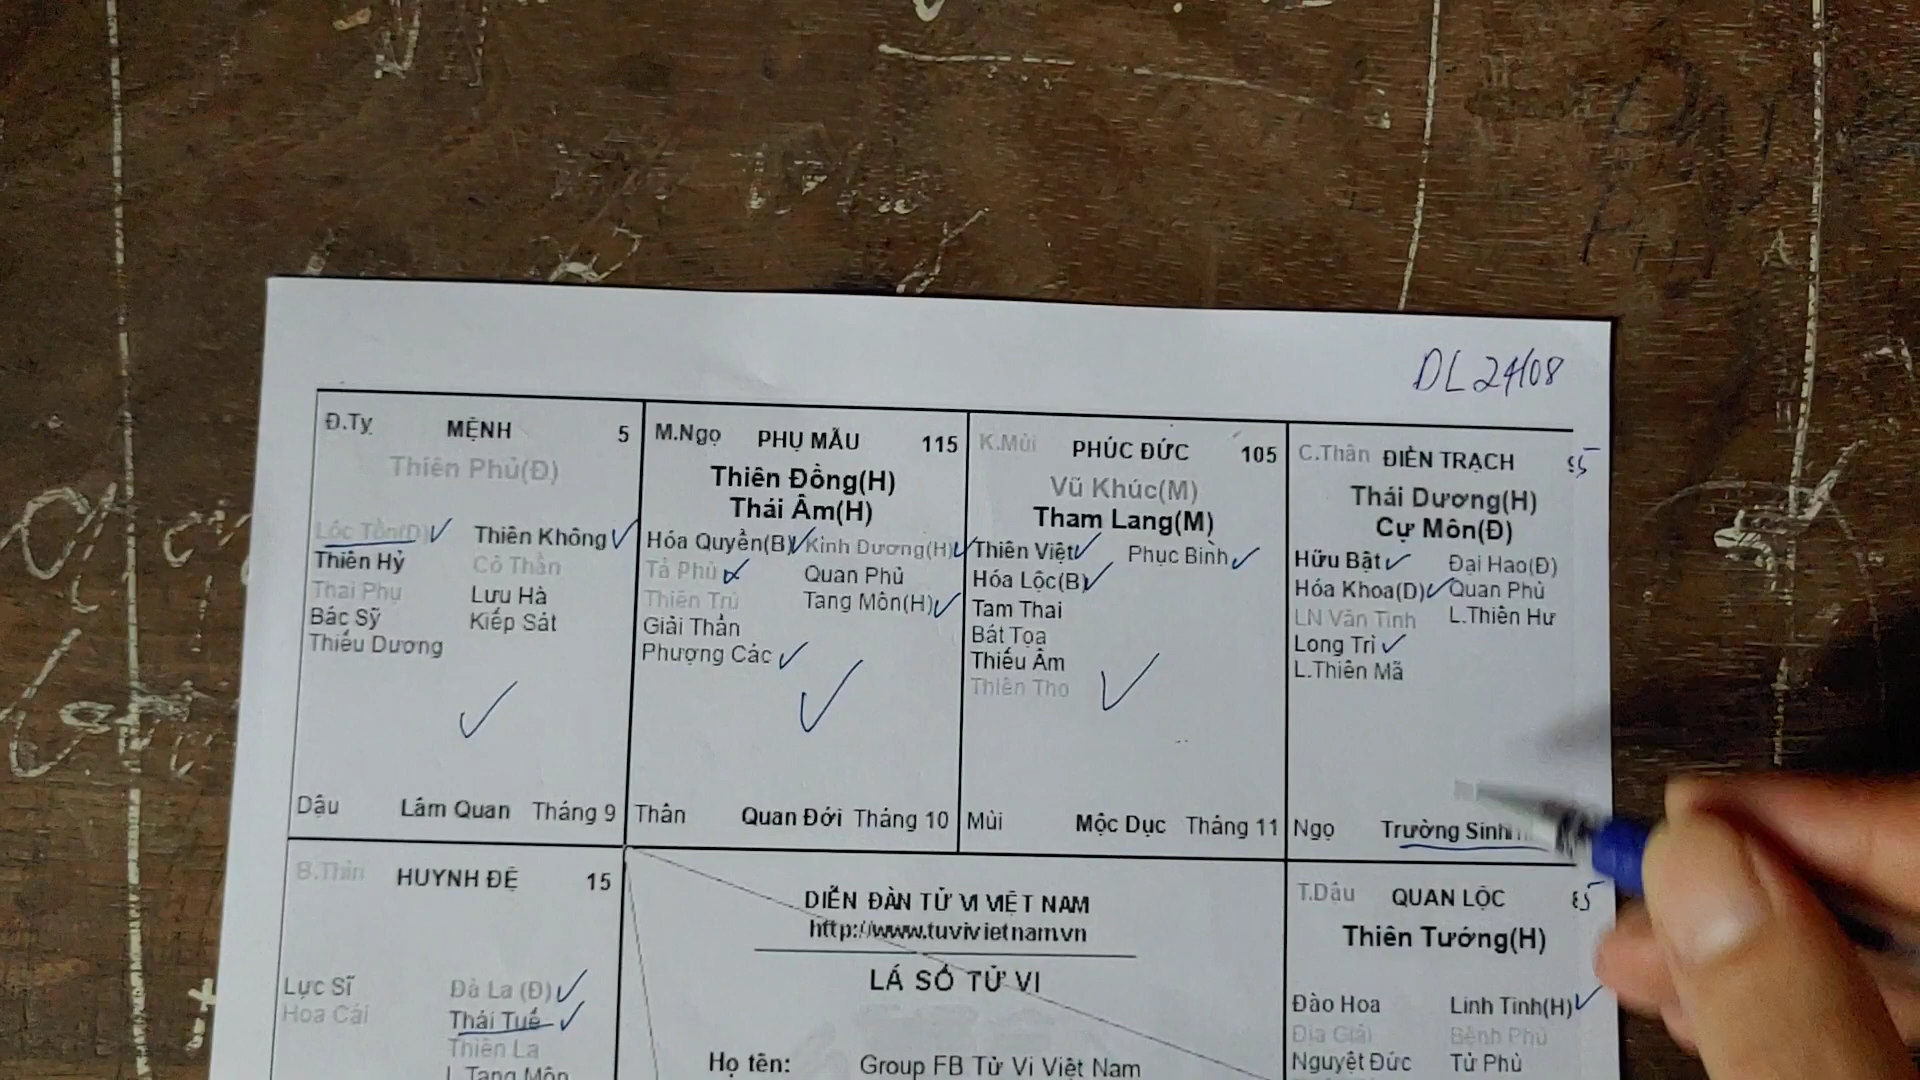 DL 24/08
Đ.Tỵ MỆNH 5
Thiên Phủ(Đ)
Lộc Tồn(D) Thiên Không
Thiên Hỷ Cô Thần
Thai Phụ Lưu Hà
Bác Sỹ Kiếp Sát
Thiếu Dương
Dậu Lâm Quan Tháng 9
M.Ngọ PHỤ MẪU 115
Thiên Đồng(H)
Thái Âm(H)
Hóa Quyền(B) Kình Dương(H)
Tả Phù Quan Phủ
Thiên Trù Tang Môn(H)
Giải Thần
Phượng Các
Thân Quan Đới Tháng 10
K.Mùi PHÚC ĐỨC 105
Vũ Khúc(M)
Tham Lang(M)
Thiên Việt Phục Binh
Hóa Lộc(B)
Tam Thai
Bát Tọa
Thiếu Âm
Thiên Thọ
Mùi Mộc Dục Tháng 11
C.Thân ĐIỀN TRẠCH 85
Thái Dương(H)
Cự Môn(Đ)
Hữu Bật Đại Hao(Đ)
Hóa Khoa(D) Quan Phù
LN Văn Tinh L.Thiên Hư
Long Trì
L.Thiên Mã
Ngọ Trường Sinh
B.Thìn HUYNH ĐỆ 15
Lực Sĩ Đà La (Đ)
Hoa Cái Thái Tuế
Thiên La
L.Tang Môn
DIỄN ĐÀN TỬ VI VIỆT NAM
http://www.tuvivietnam.vn
LÁ SỐ TỬ VI
Họ tên: Group FB Tử Vi Việt Nam
T.Dậu QUAN LỘC
Thiên Tướng(H)
Đào Hoa Linh Tinh(H)
Địa Giải Bệnh Phù
Nguyệt Đức Tử Phù